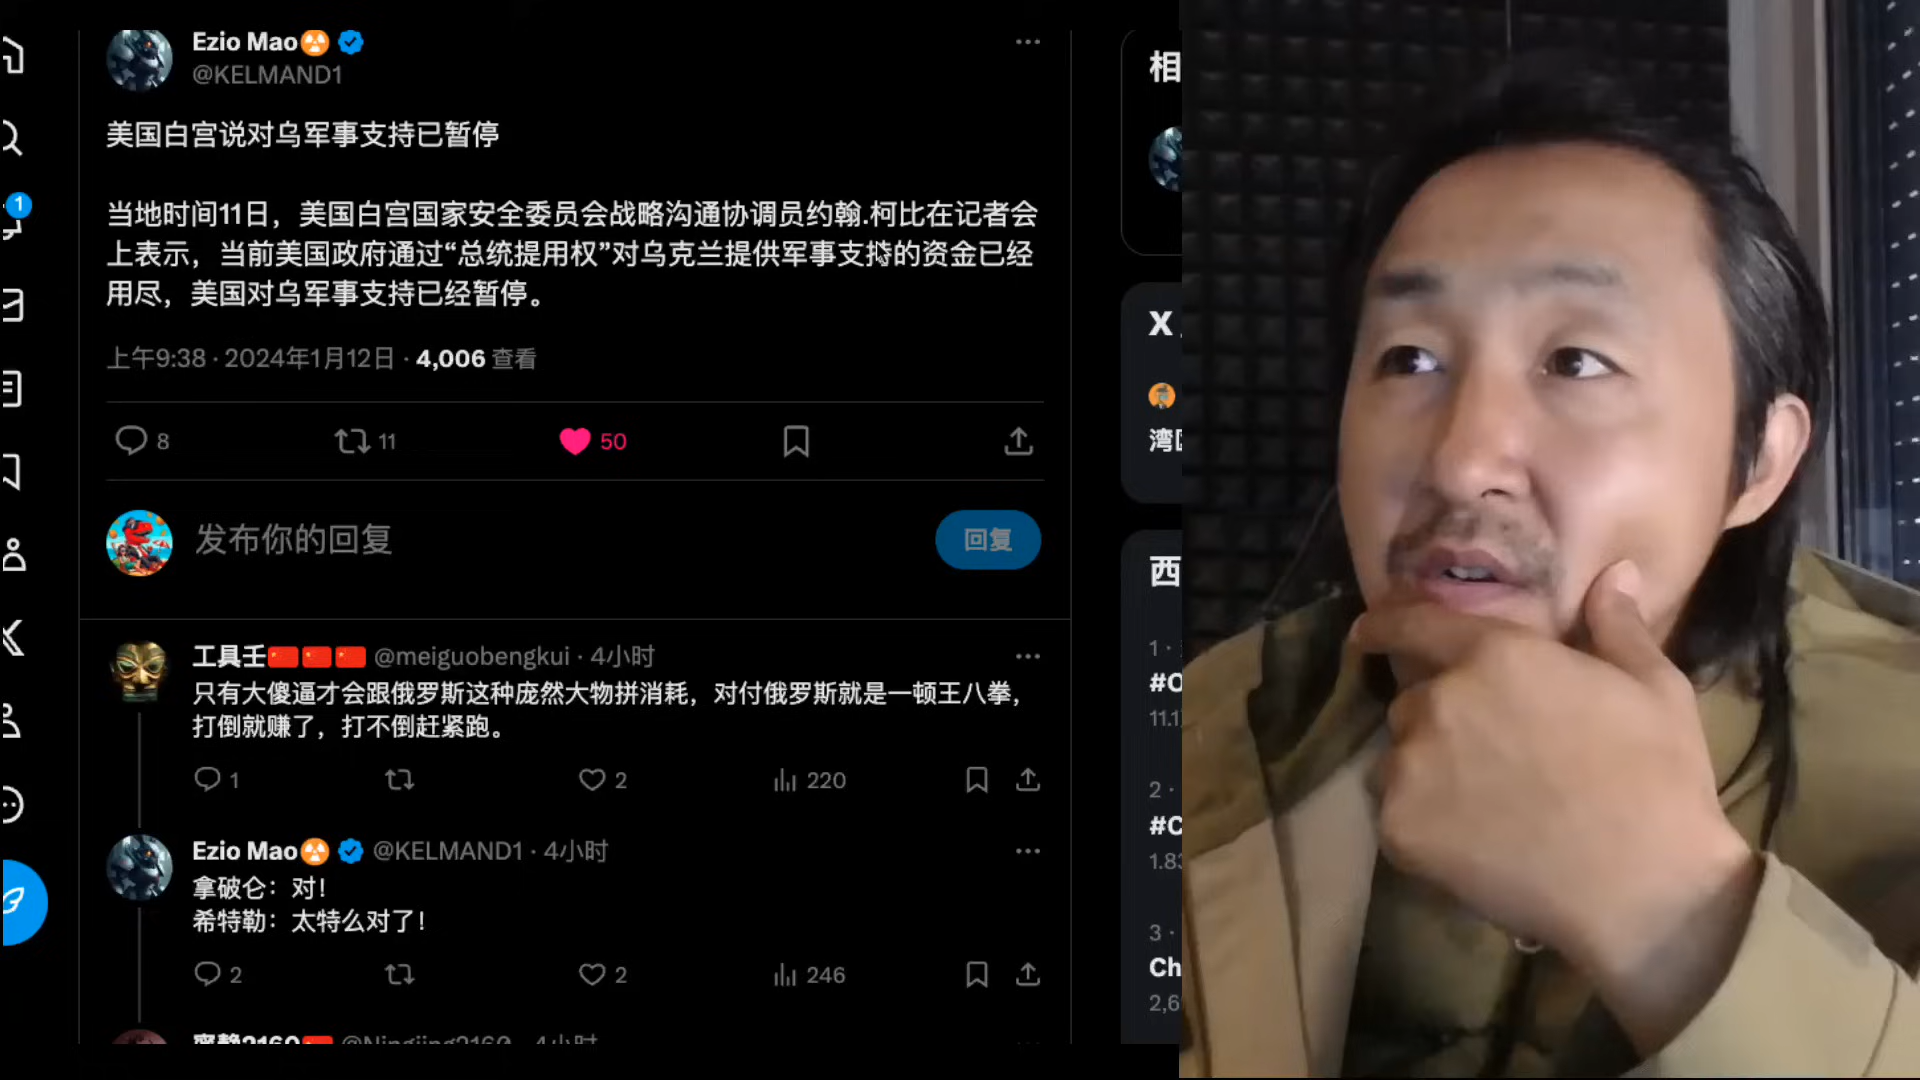 Ezio Mao
@KELMAND1
美国白宫说对乌军事支持已暂停
当地时间11日，美国白宫国家安全委员会战略沟通协调员约翰.柯比在记者会
上表示，当前美国政府通过“总统提用权”对乌克兰提供军事支持的资金已经
用尽，美国对乌军事支持已经暂停。
上午9:38 · 2024年1月12日 · 4,006 查看
8 11 50
发布你的回复
回复
工具壬🇨🇳🇨🇳🇨🇳 @meiguobengkui · 4小时
只有大傻逼才会跟俄罗斯这种庞然大物拼消耗，对付俄罗斯就是一顿王八拳，
打倒就赚了，打不倒赶紧跑。
1 2 220
Ezio Mao @KELMAND1 · 4小时
拿破仑：对！
希特勒：太特么对了！
2 2 246
1
相
X
湾
西
1 ·
#C
11.1
2 ·
#C
1.8
3 ·
Ch
2,6